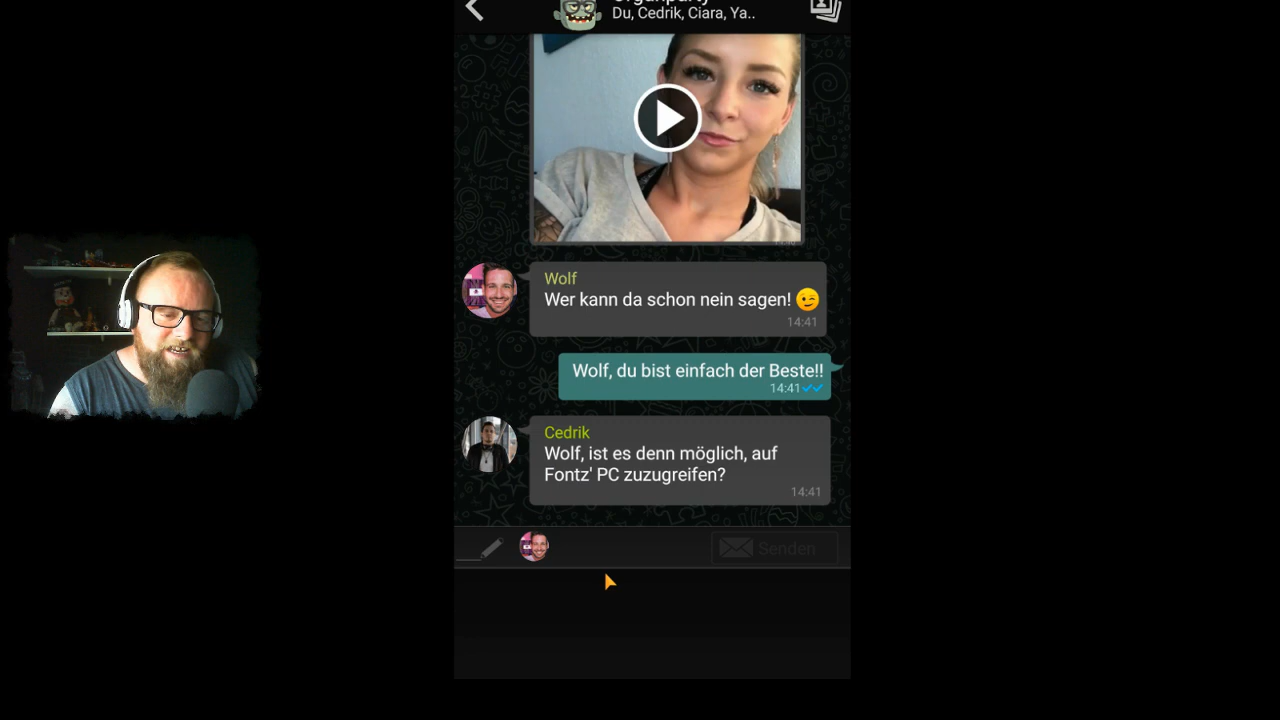 Organparty
Du, Cedrik, Ciara, Ya..
Wolf
Wer kann da schon nein sagen! 😉
14:41
Wolf, du bist einfach der Beste!!
14:41
Cedrik
Wolf, ist es denn möglich, auf
Fontz' PC zuzugreifen?
14:41
Senden